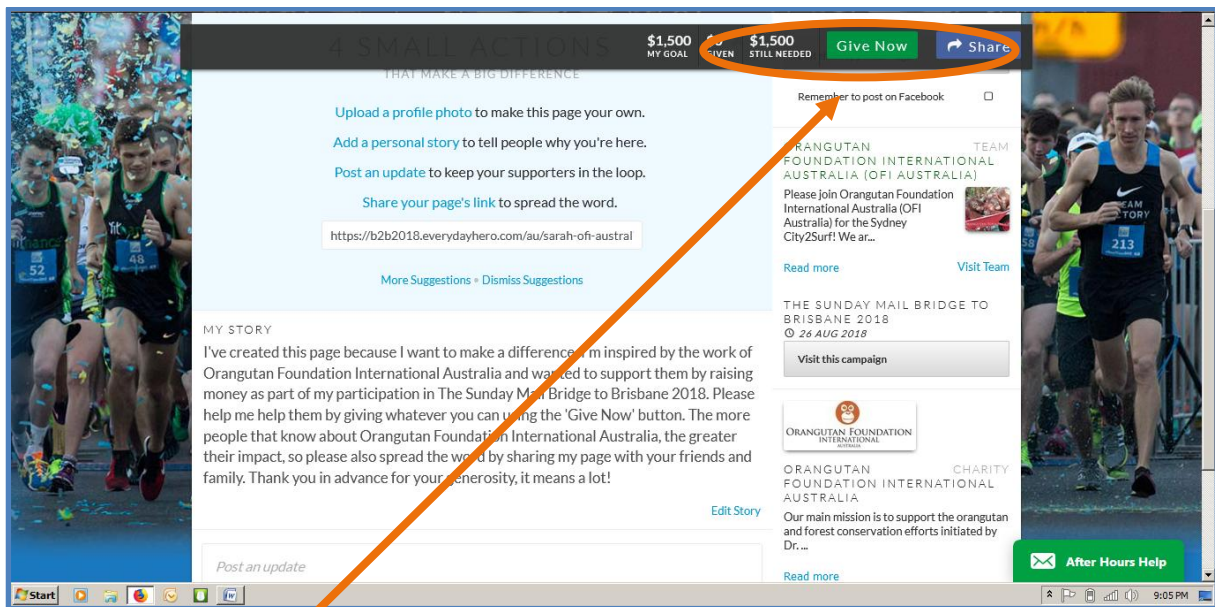 4 SMALL ACTIONS
THAT MAKE A BIG DIFFERENCE
$1,500
MY GOAL
GIVEN
$1,500
STILL NEEDED
Give Now
Share
Upload a profile photo to make this page your own.
Add a personal story to tell people why you're here.
Post an update to keep your supporters in the loop.
Share your page's link to spread the word.
https://b2b2018.everydayhero.com/au/sarah-ofi-austral
More Suggestions • Dismiss Suggestions
MY STORY
I've created this page because I want to make a difference. I'm inspired by the work of
Orangutan Foundation International Australia and wanted to support them by raising
money as part of my participation in The Sunday Mail Bridge to Brisbane 2018. Please
help me help them by giving whatever you can using the 'Give Now' button. The more
people that know about Orangutan Foundation International Australia, the greater
their impact, so please also spread the word by sharing my page with your friends and
family. Thank you in advance for your generosity, it means a lot!
Edit Story
Post an update
Remember to post on Facebook
ORANGUTAN TEAM
FOUNDATION INTERNATIONAL
AUSTRALIA (OFI AUSTRALIA)
Please join Orangutan Foundation
International Australia (OFI
Australia) for the Sydney
City2Surf! We ar...
Read more Visit Team
THE SUNDAY MAIL BRIDGE TO
BRISBANE 2018
26 AUG 2018
Visit this campaign
ORANGUTAN FOUNDATION
INTERNATIONAL
AUSTRALIA
ORANGUTAN CHARITY
FOUNDATION INTERNATIONAL
AUSTRALIA
Our main mission is to support the orangutan
and forest conservation efforts initiated by
Dr. ...
Read more
After Hours Help
52
48
213
58
Start
9:05 PM